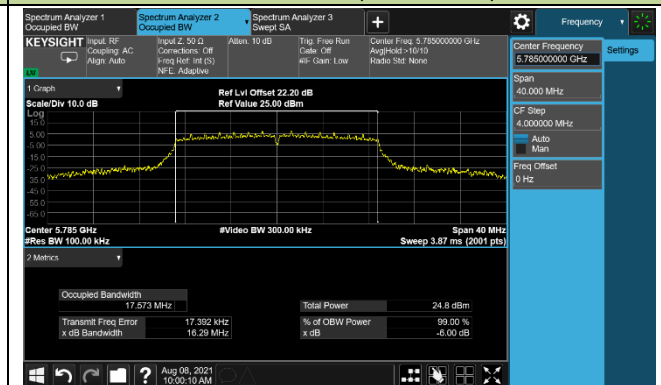 Spectrum Analyzer 1
Occupied BW
Spectrum Analyzer 2
Occupied BW
Spectrum Analyzer 3
Swept SA
+
Frequency
KEYSIGHT
Input: RF
Coupling: AC
Align: Auto
Input Z: 50 Ω
Corrections: Off
Freq Ref: Int (S)
NFE: Adaptive
Atten: 10 dB
Trig: Free Run
Gate: Off
#IF Gain: Low
Center Freq: 5.785000000 GHz
Avg|Hold:>10/10
Radio Std: None
Center Frequency
5.785000000 GHz
Settings
Span
40.000 MHz
CF Step
4.000000 MHz
Auto
Man
Freq Offset
0 Hz
1 Graph
Scale/Div 10.0 dB
Ref Lvl Offset 22.20 dB
Ref Value 25.00 dBm
Log
15.0
5.00
-5.00
-15.0
-25.0
-35.0
-45.0
-55.0
-65.0
Center 5.785 GHz
#Video BW 300.00 kHz
Span 40 MHz
#Res BW 100.00 kHz
Sweep 3.87 ms (2001 pts)
2 Metrics
Occupied Bandwidth
17.573 MHz
Total Power
24.8 dBm
Transmit Freq Error
17.392 kHz
% of OBW Power
99.00 %
x dB Bandwidth
16.29 MHz
x dB
-6.00 dB
?
Aug 08, 2021
10:00:10 AM